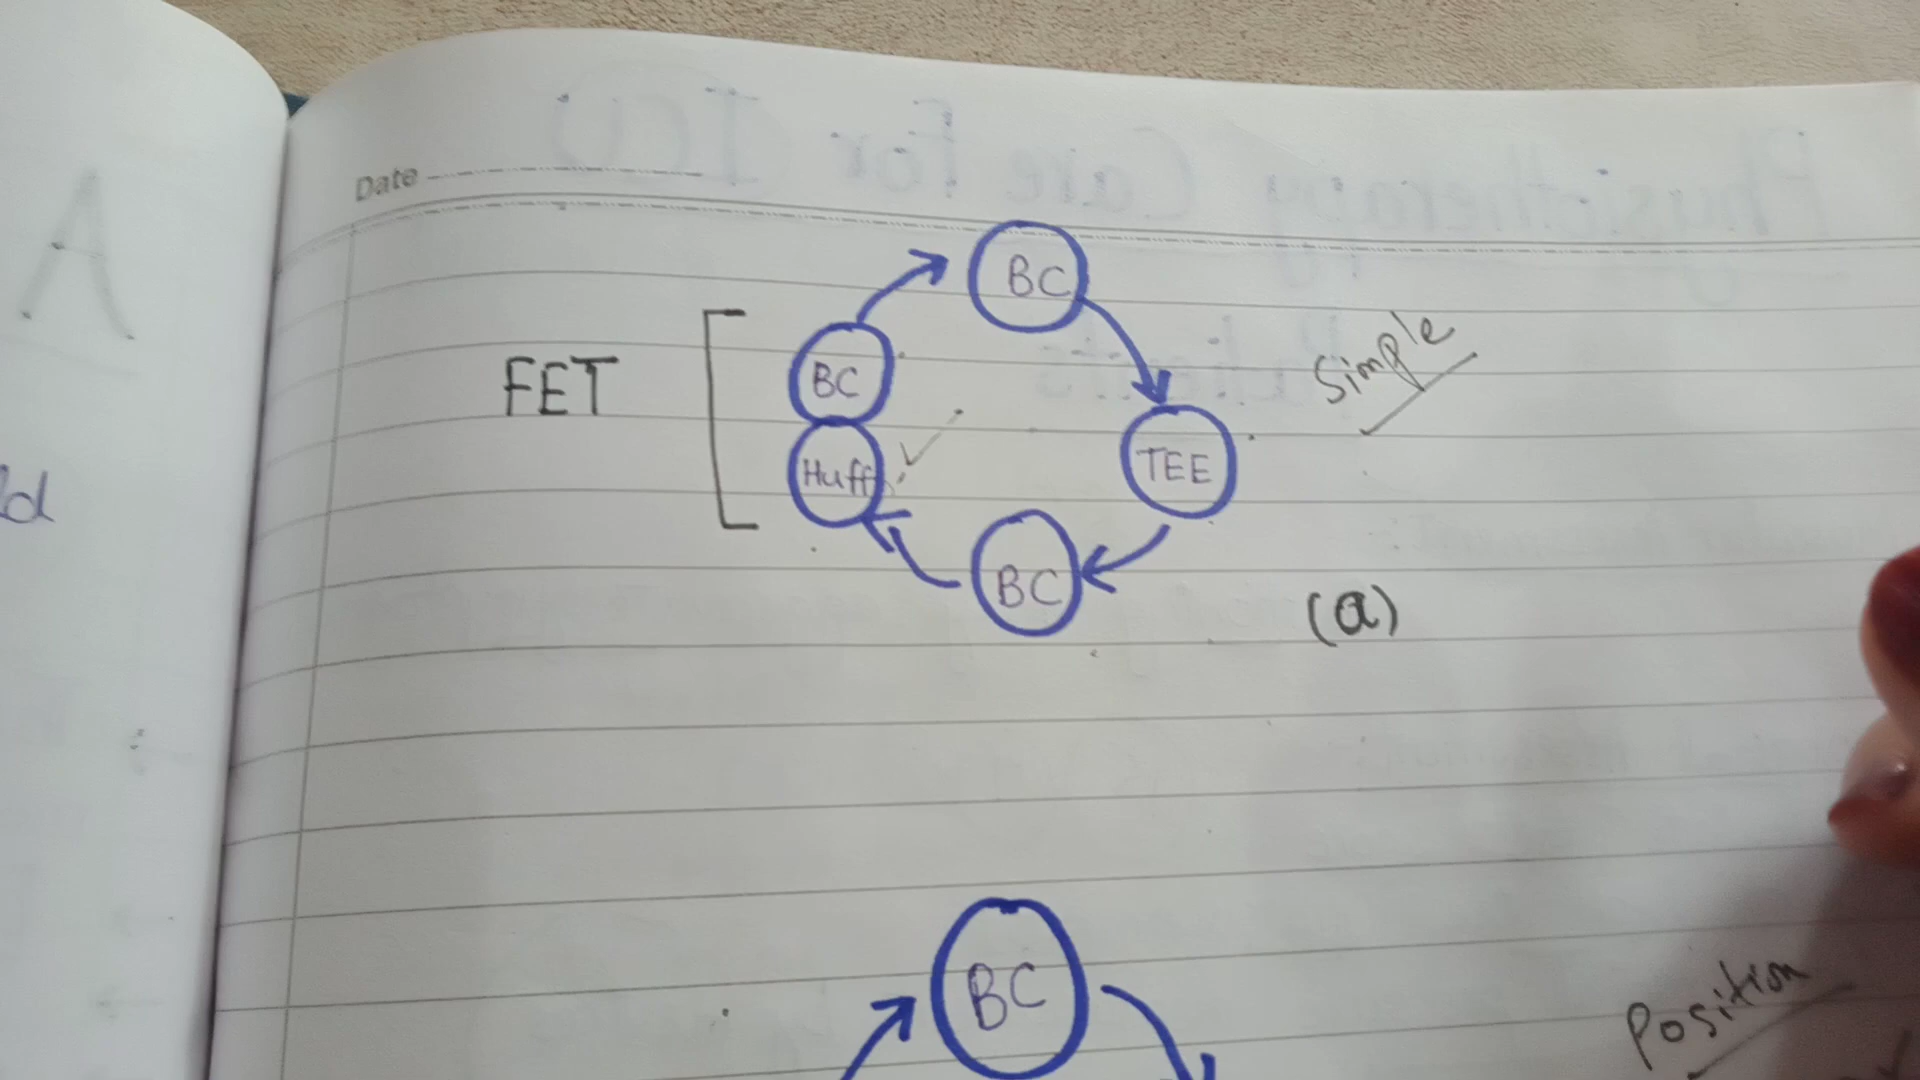 Date
BC
BC
FET
Simple
Huff
TEE
BC
(a)
BC
Position